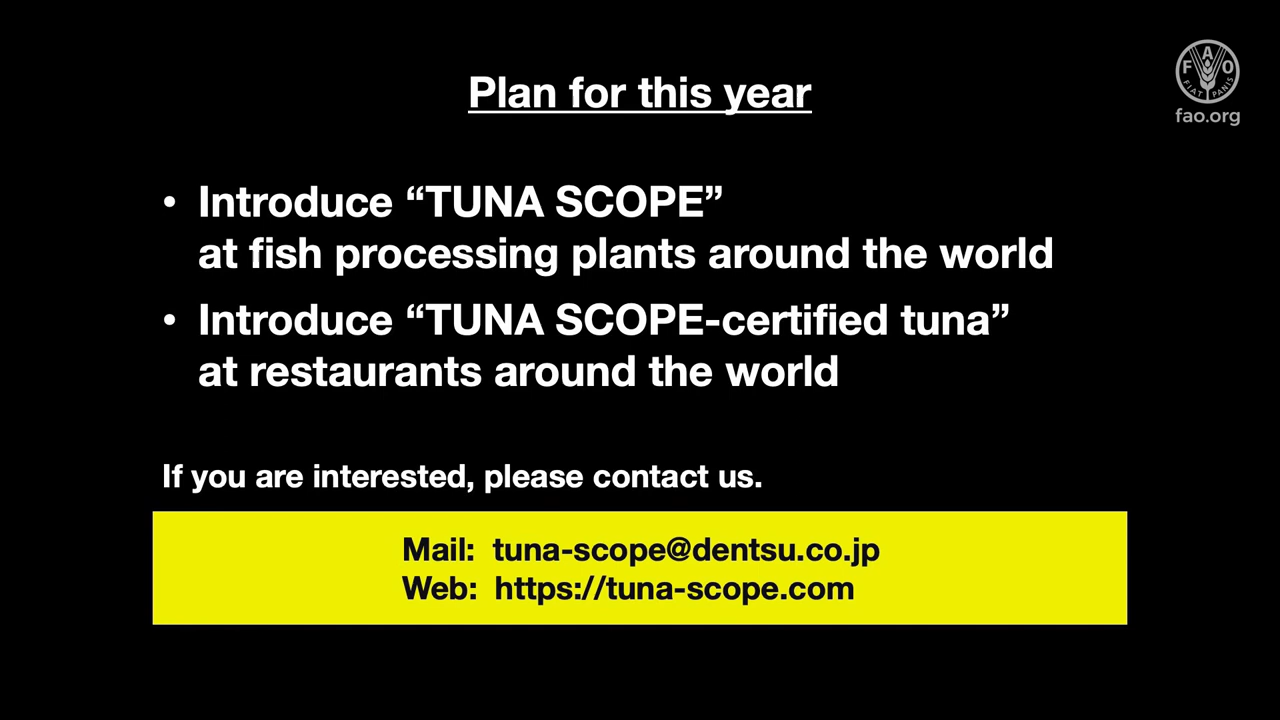 F A O
FIAT PANIS
fao.org
Plan for this year
• Introduce “TUNA SCOPE”
at fish processing plants around the world
• Introduce “TUNA SCOPE-certified tuna”
at restaurants around the world
If you are interested, please contact us.
Mail: tuna-scope@dentsu.co.jp
Web: https://tuna-scope.com